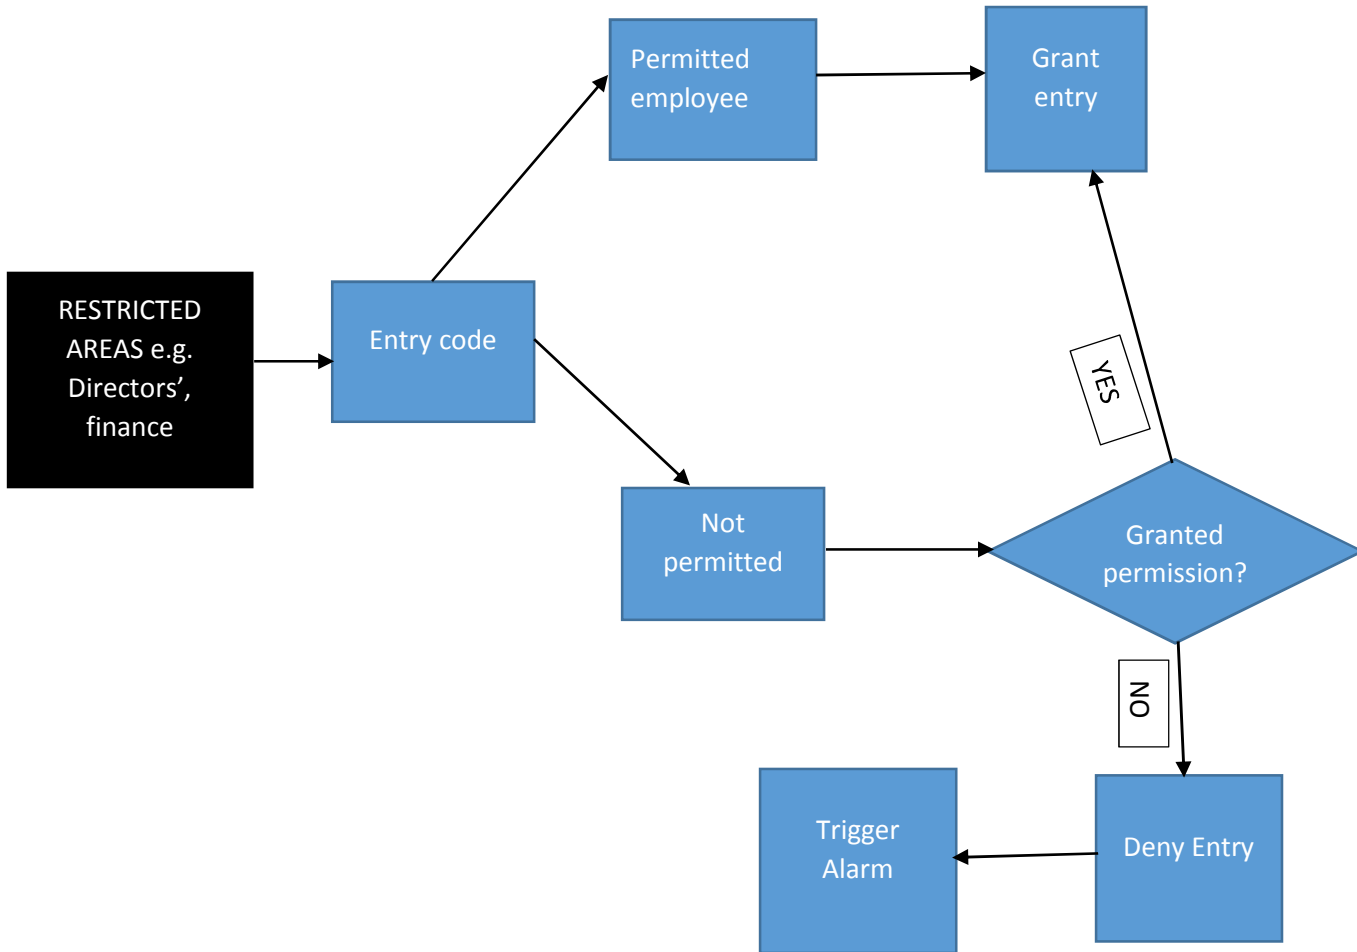 Permitted
employee
Grant
entry
RESTRICTED
AREAS e.g.
Directors’,
finance
Entry code
YES
Not
permitted
Granted
permission?
NO
Trigger
Alarm
Deny Entry